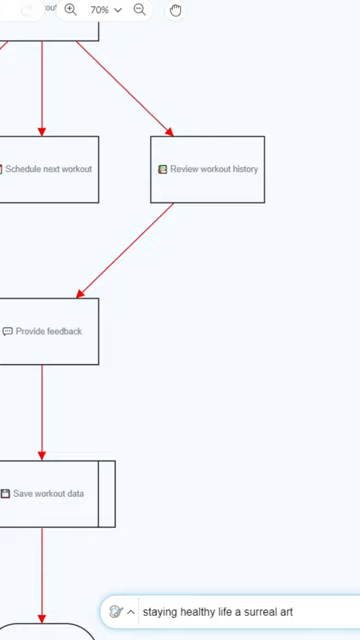 70%
Schedule next workout
Review workout history
Provide feedback
Save workout data
staying healthy life a surreal art